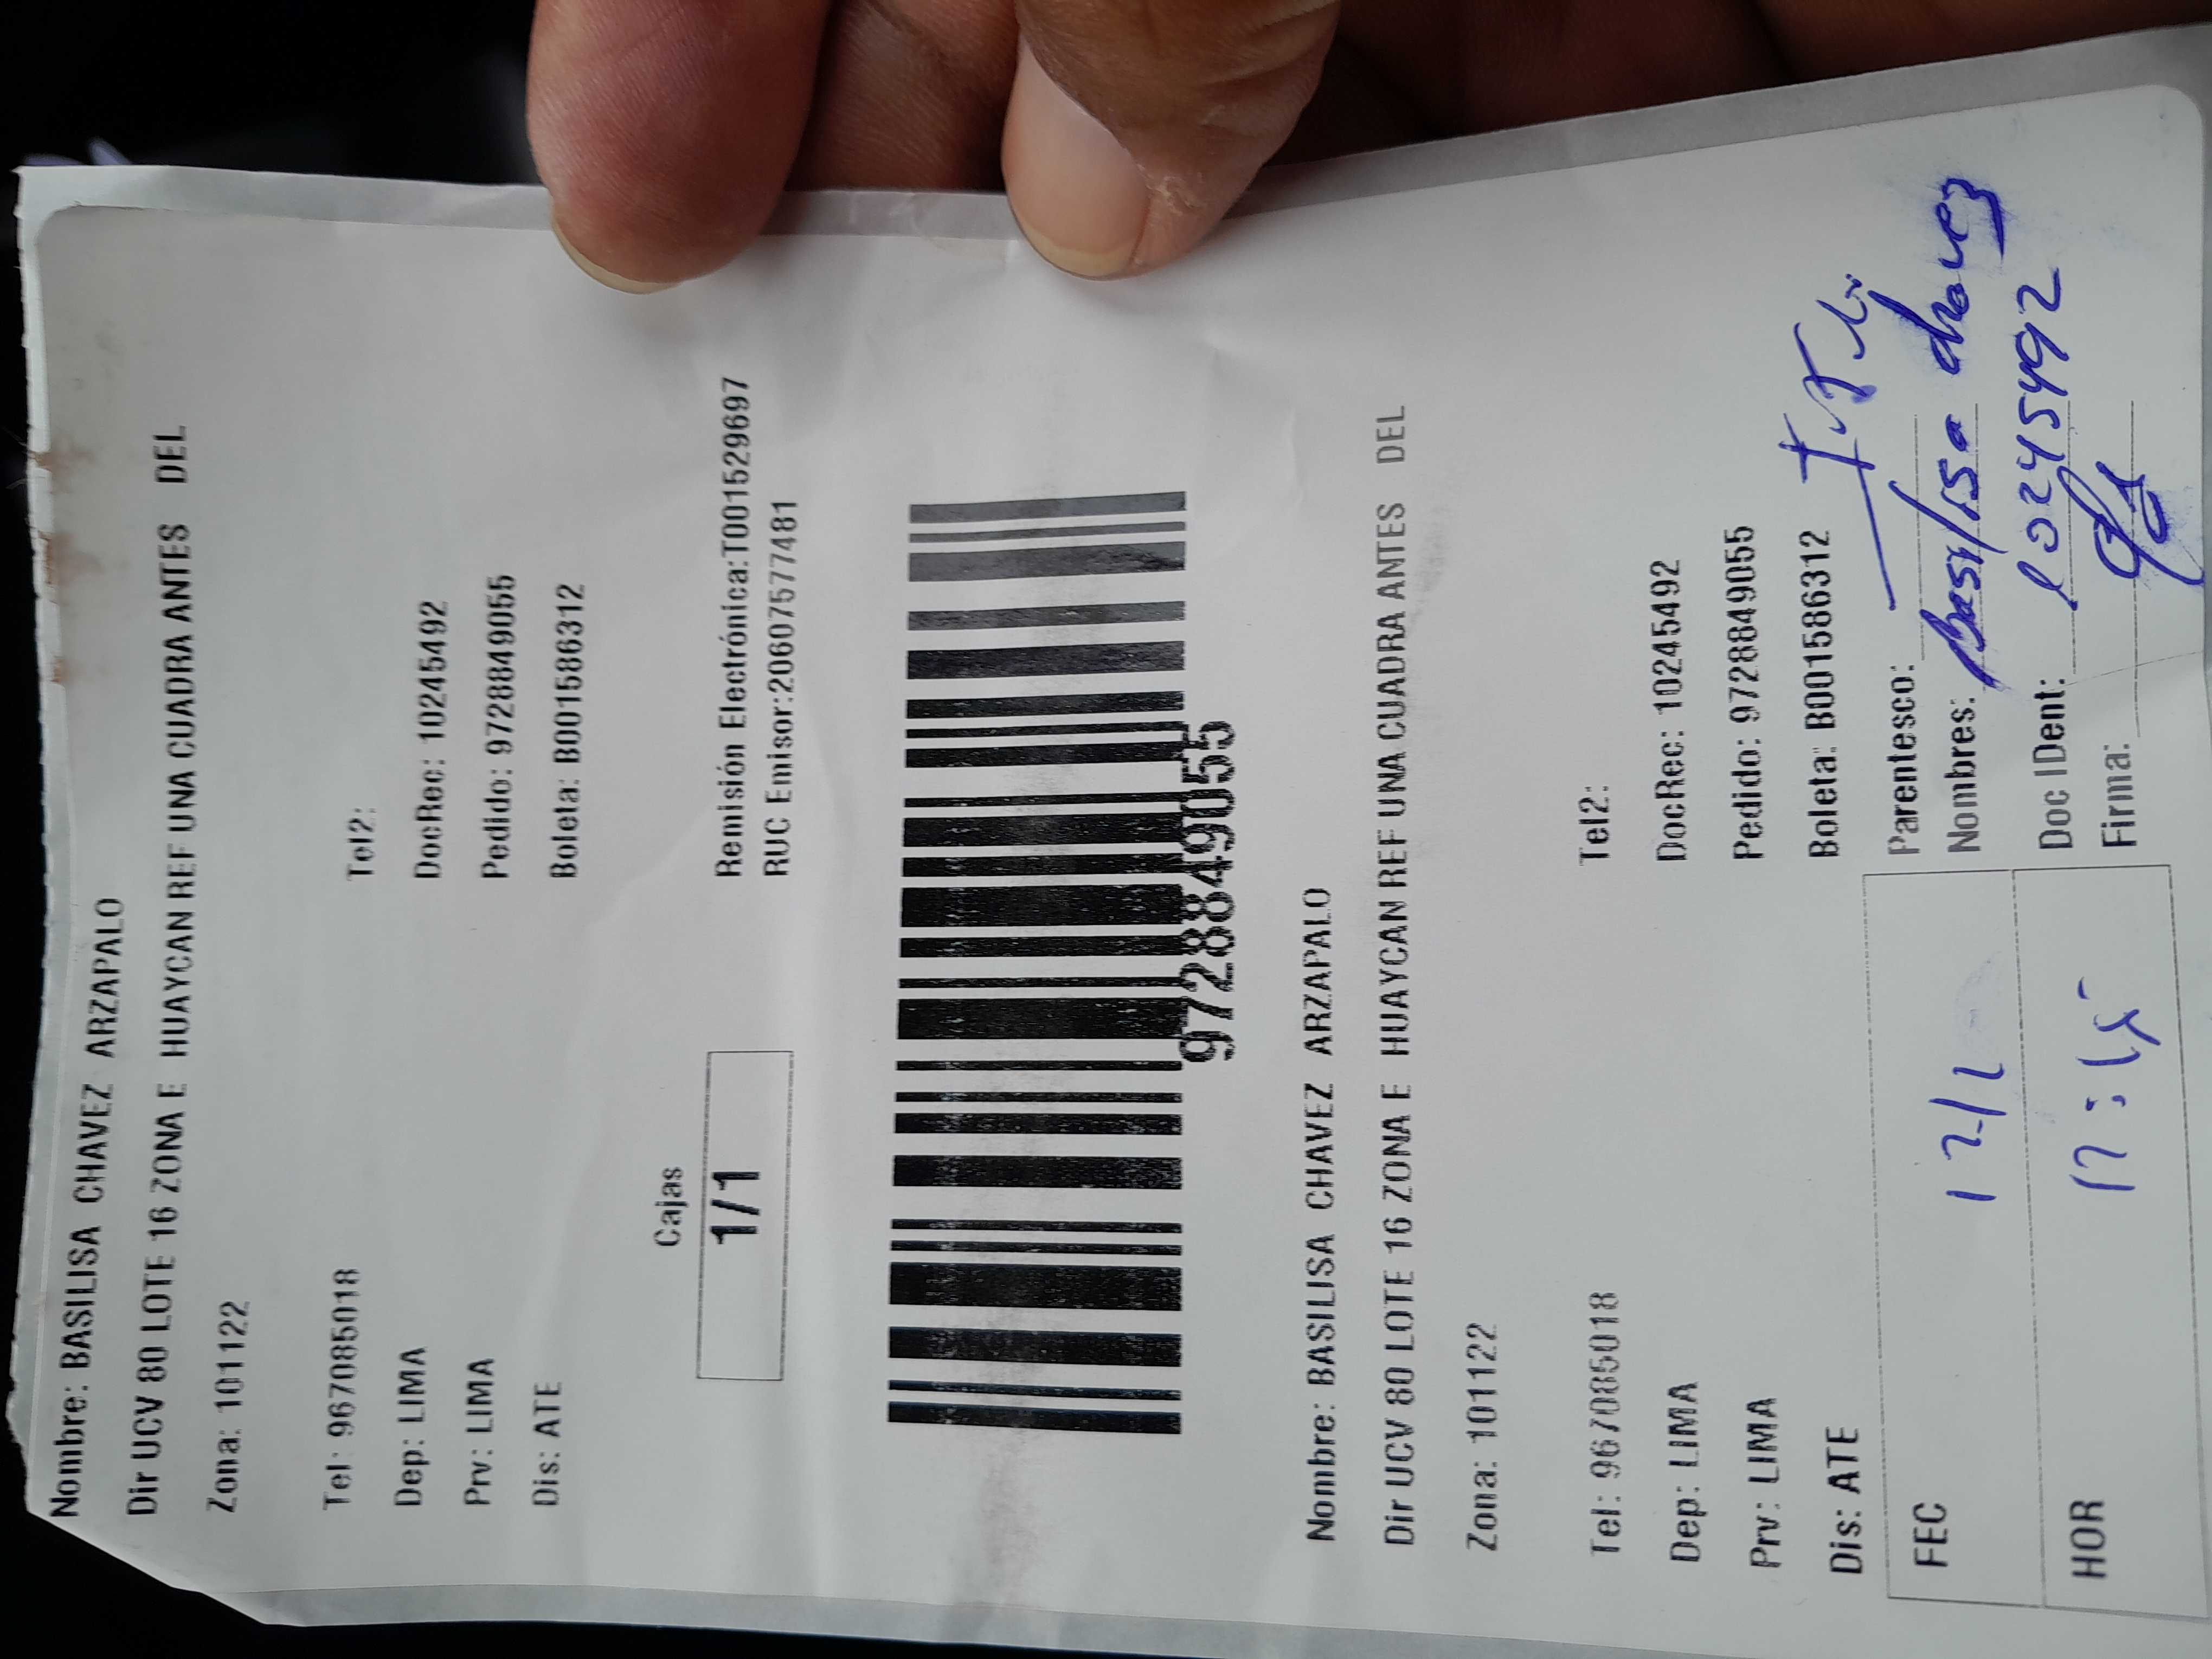 Nombre: BASILISA CHAVEZ ARZAPALO
Dir UCV 80 LOTE 16 ZONA E HUAYCAN REF UNA CUADRA ANTES DEL
Zona: 101122
Tel: 967085018 Tel2:
Dep: LIMA DocRec: 10245492
Prv: LIMA Pedido: 9728849055
Dis: ATE Boleta: B001586312
Cajas
1/1
Remisión Electrónica:T001529697
RUC Emisor:20607577481
9728849055
Nombre: BASILISA CHAVEZ ARZAPALO
Dir UCV 80 LOTE 16 ZONA E HUAYCAN REF UNA CUADRA ANTES DEL
Zona: 101122
Tel: 967085018 Tel2:
Dep: LIMA DocRec: 10245492
Prv: LIMA Pedido: 9728849055
Dis: ATE Boleta: B001586312
FEC Parentesco:
Nombres: Basilisa chavez
HOR Doc IDent: 10245492
Firma: